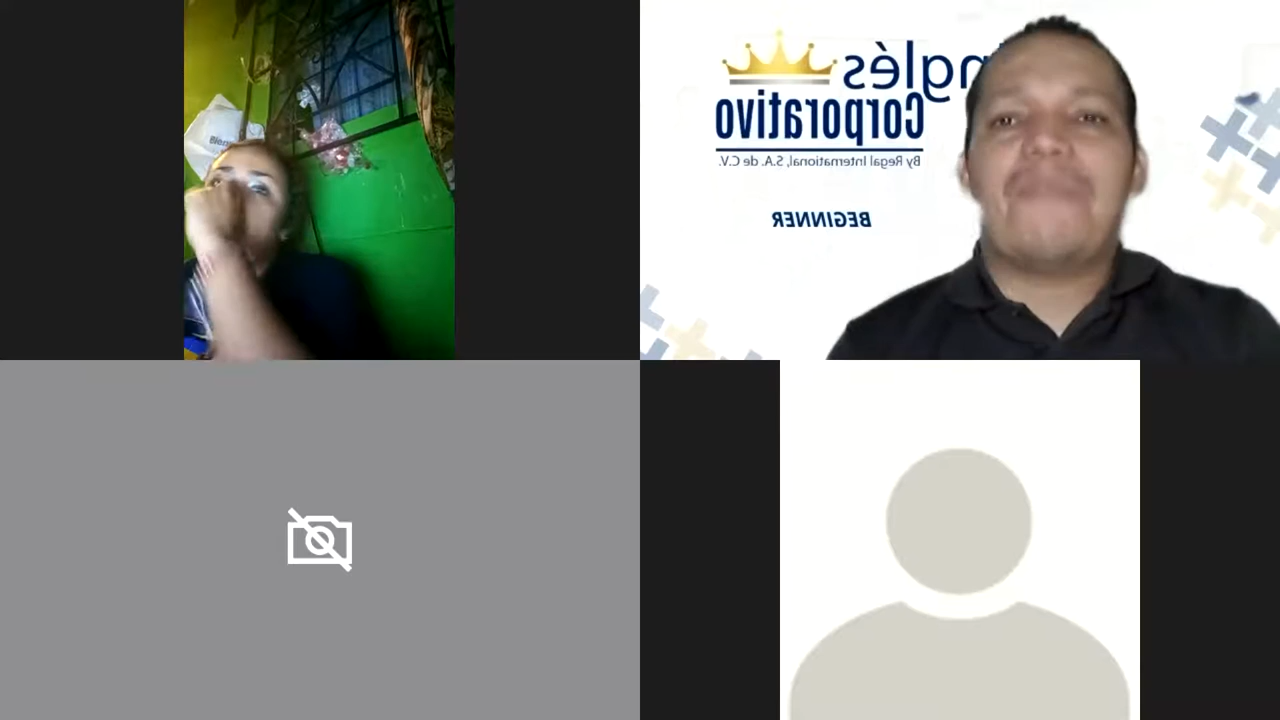 Inglés
Corporativo
By Regal International, S.A. de C.V.
BEGINNER